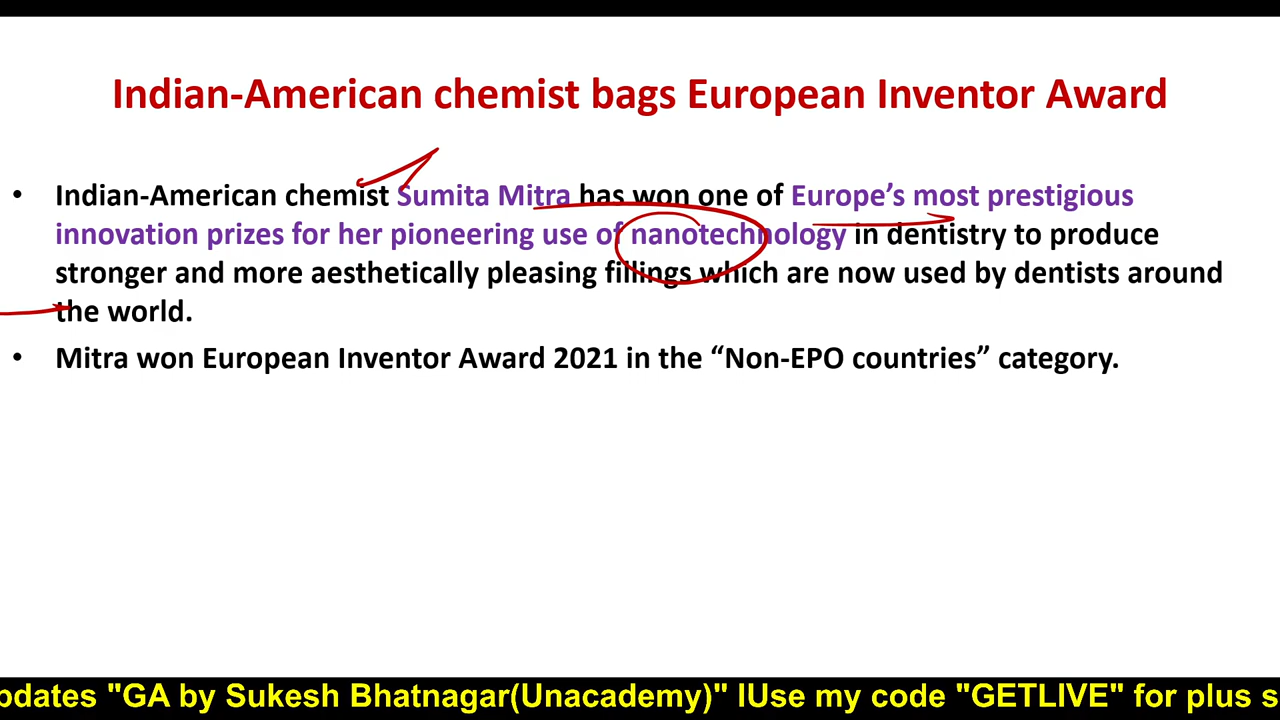 Indian-American chemist bags European Inventor Award
• Indian-American chemist Sumita Mitra has won one of Europe’s most prestigious
innovation prizes for her pioneering use of nanotechnology in dentistry to produce
stronger and more aesthetically pleasing fillings which are now used by dentists around
the world.
• Mitra won European Inventor Award 2021 in the “Non-EPO countries” category.
pdates "GA by Sukesh Bhatnagar(Unacademy)" lUse my code "GETLIVE" for plus s